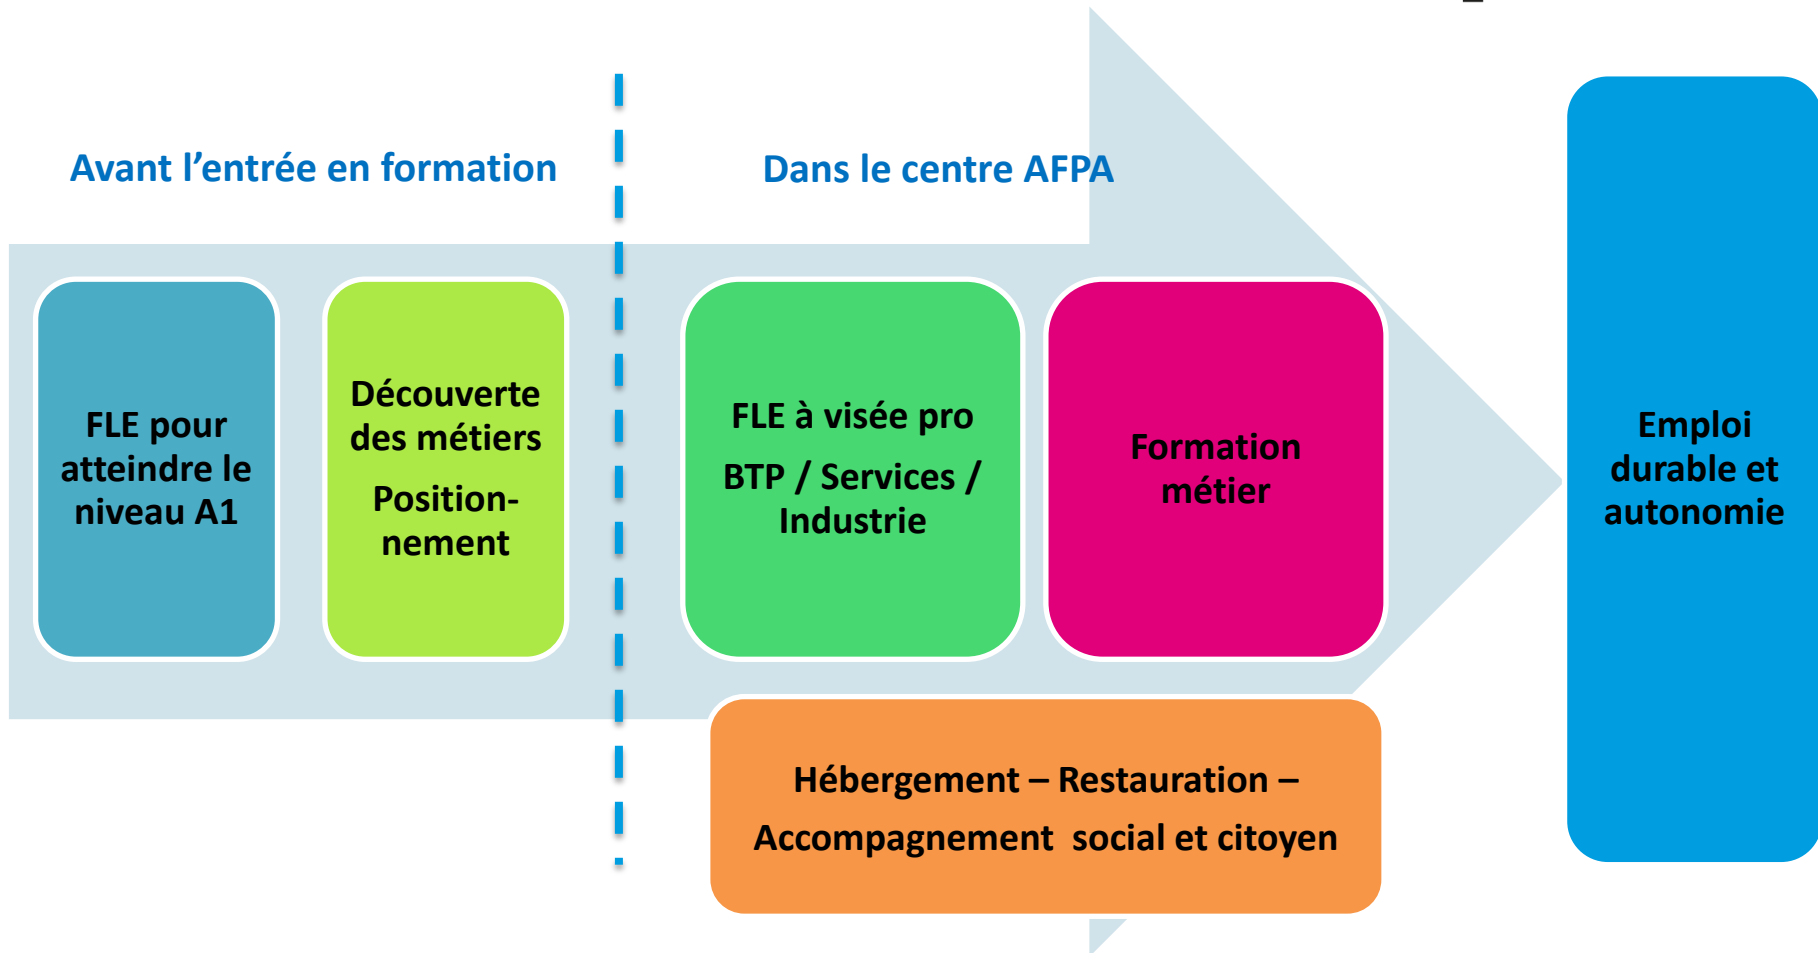 Avant l’entrée en formation
Dans le centre AFPA
FLE pour
atteindre le
niveau A1
Découverte
des métiers
Position-
nement
FLE à visée pro
BTP / Services /
Industrie
Formation
métier
Hébergement – Restauration –
Accompagnement social et citoyen
Emploi
durable et
autonomie